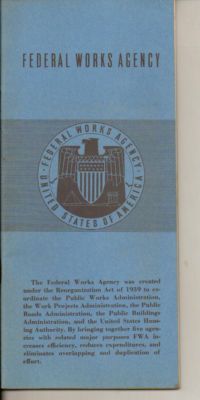 FEDERAL WORKS AGENCY
FEDERAL WORKS AGENCY
UNITED STATES OF AMERICA
The Federal Works Agency was created
under the Reorganization Act of 1939 to co-
ordinate the Public Works Administration,
the Work Projects Administration, the Public
Roads Administration, the Public Buildings
Administration, and the United States Hous-
ing Authority. By bringing together five agen-
cies with related major purposes FWA in-
creases efficiency, reduces expenditures, and
eliminates overlapping and duplication of
effort.